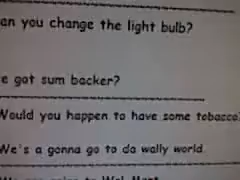 an you change the light bulb?
e got sum backer?
Would you happen to have some tobacco?
We's a gonna go to da wally world.